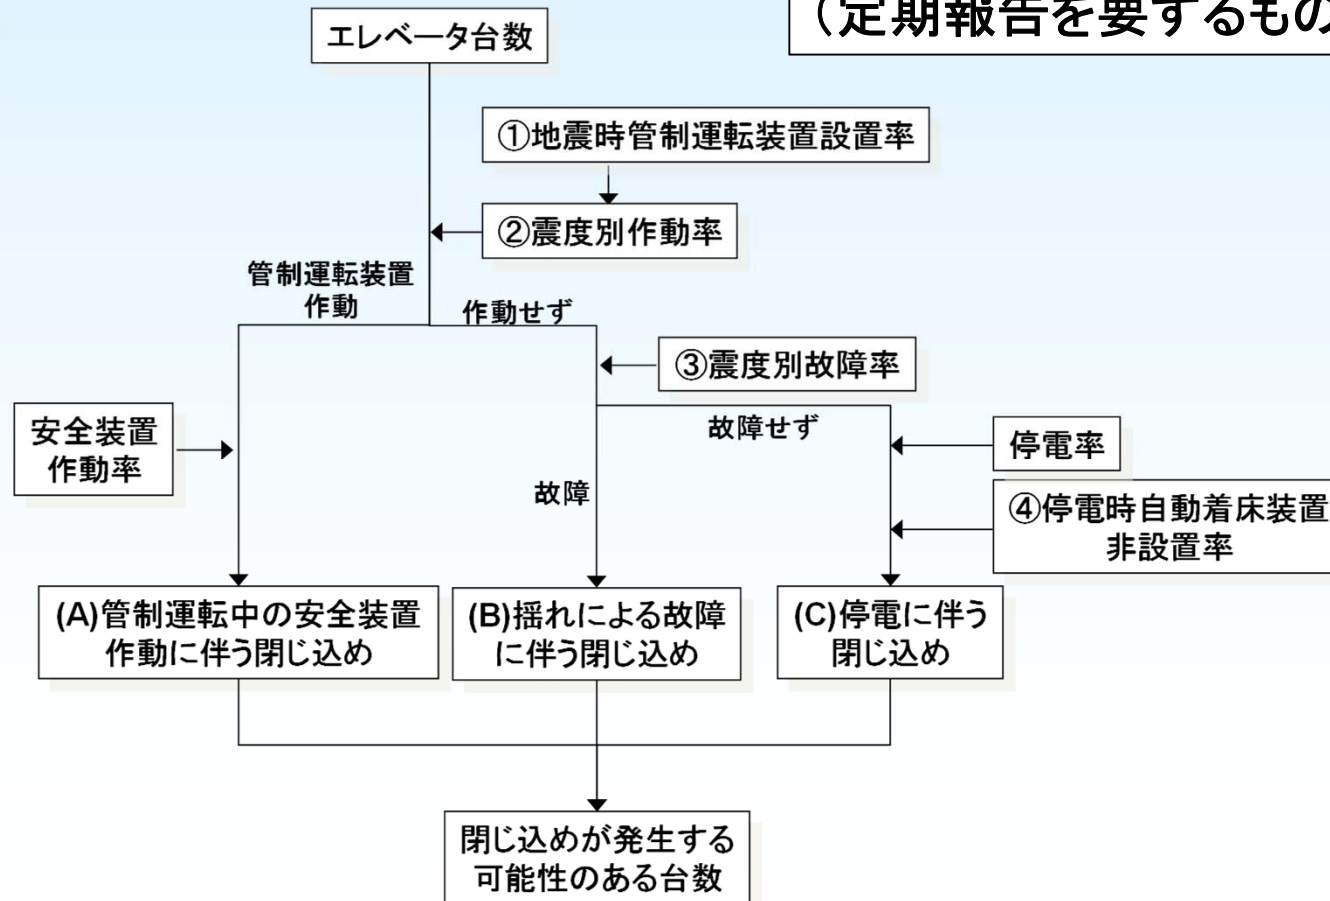 （定期報告を要するもの
エレベータ台数
①地震時管制運転装置設置率
②震度別作動率
管制運転装置
作動
作動せず
③震度別故障率
故障せず
安全装置
作動率
停電率
故障
④停電時自動着床装置
非設置率
(A)管制運転中の安全装置
作動に伴う閉じ込め
(B)揺れによる故障
に伴う閉じ込め
(C)停電に伴う
閉じ込め
閉じ込めが発生する
可能性のある台数